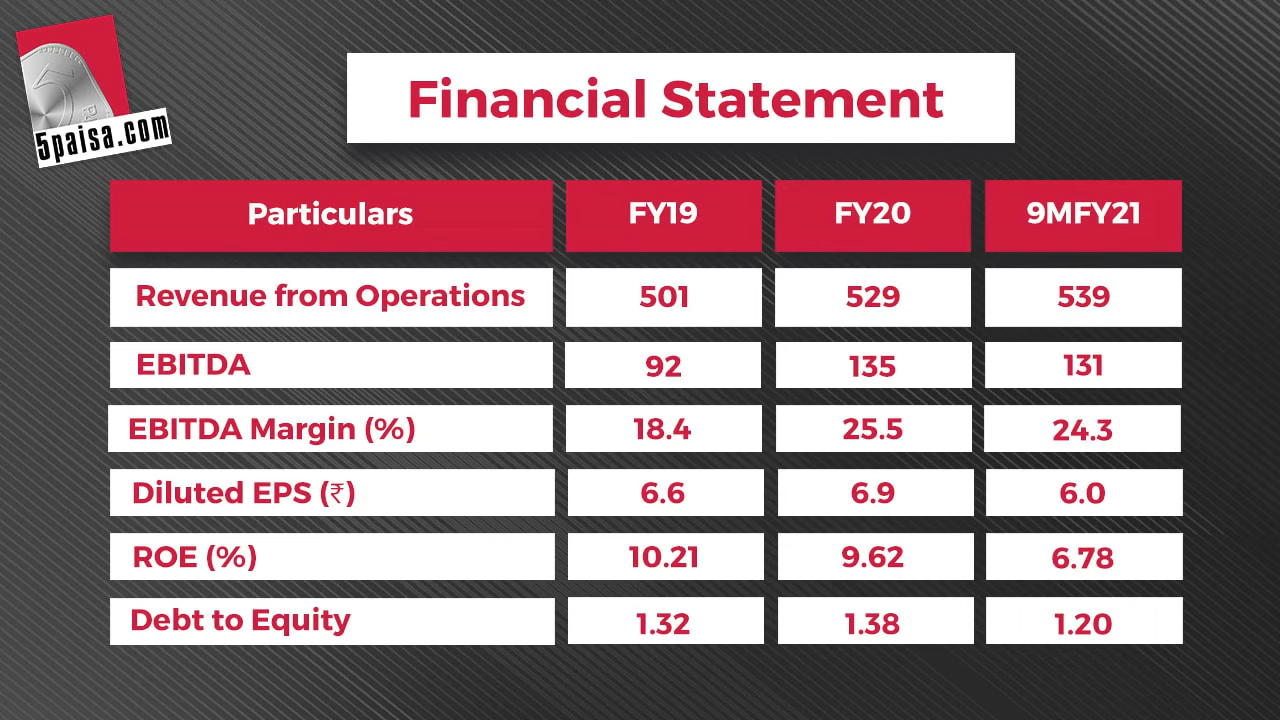 5paisa.com
Financial Statement
Particulars FY19 FY20 9MFY21
Revenue from Operations 501 529 539
EBITDA 92 135 131
EBITDA Margin (%) 18.4 25.5 24.3
Diluted EPS (₹) 6.6 6.9 6.0
ROE (%) 10.21 9.62 6.78
Debt to Equity 1.32 1.38 1.20